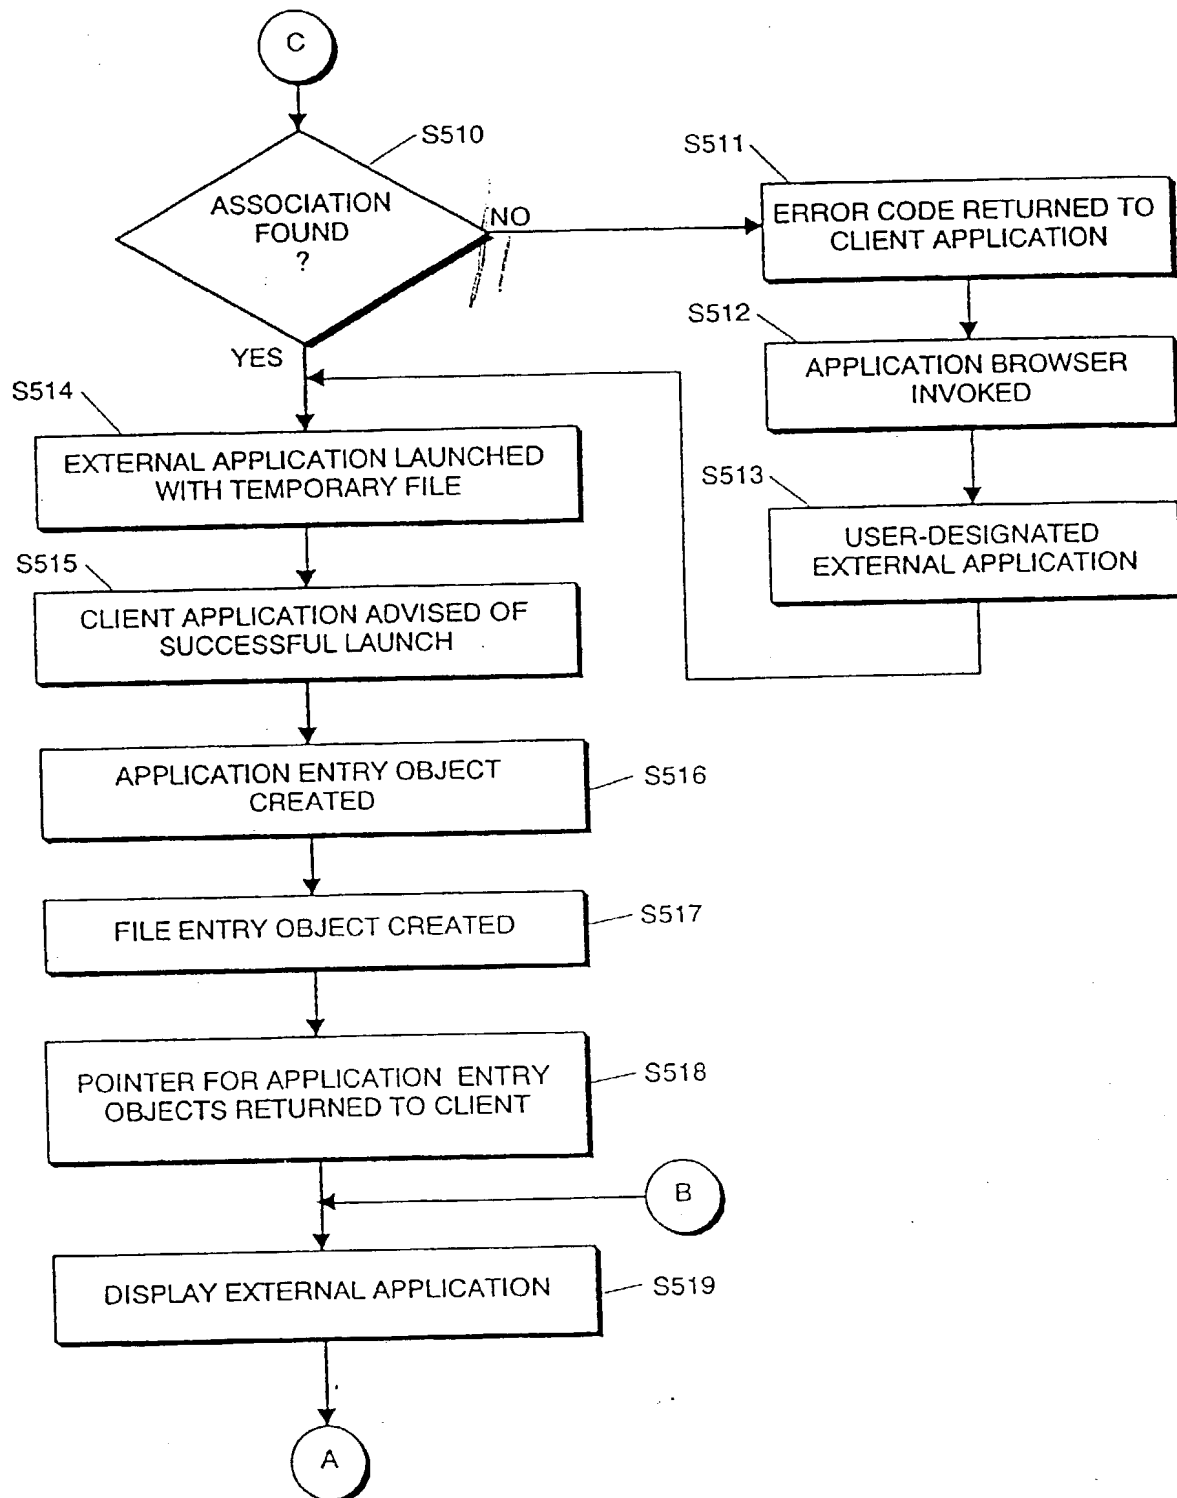 C
S510
ASSOCIATION
FOUND
?
NO
YES
S511
ERROR CODE RETURNED TO
CLIENT APPLICATION
S512
APPLICATION BROWSER
INVOKED
S513
USER-DESIGNATED
EXTERNAL APPLICATION
S514
EXTERNAL APPLICATION LAUNCHED
WITH TEMPORARY FILE
S515
CLIENT APPLICATION ADVISED OF
SUCCESSFUL LAUNCH
APPLICATION ENTRY OBJECT
CREATED
S516
FILE ENTRY OBJECT CREATED
S517
POINTER FOR APPLICATION ENTRY
OBJECTS RETURNED TO CLIENT
S518
B
DISPLAY EXTERNAL APPLICATION
S519
A